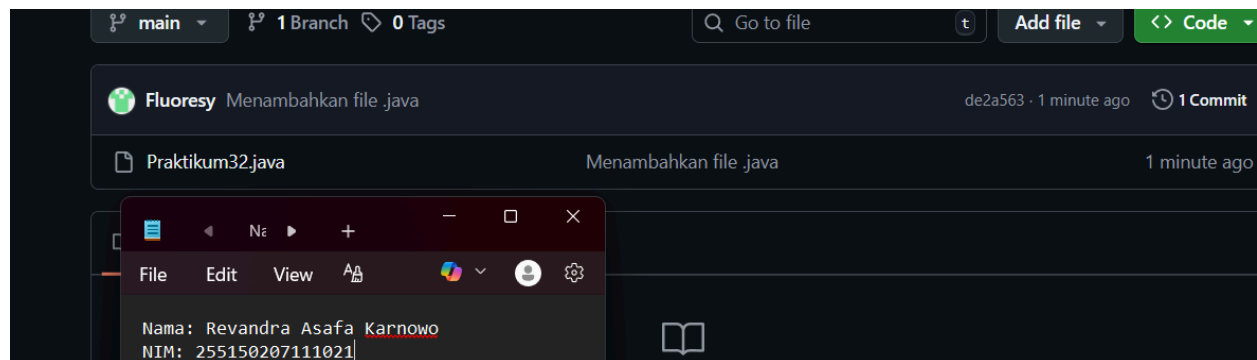 main 1 Branch 0 Tags Go to file t Add file <> Code
Fluoresy Menambahkan file .java de2a563 · 1 minute ago 1 Commit
Praktikum32.java Menambahkan file .java 1 minute ago
File Edit View
Nama: Revandra Asafa Karnowo
NIM: 255150207111021